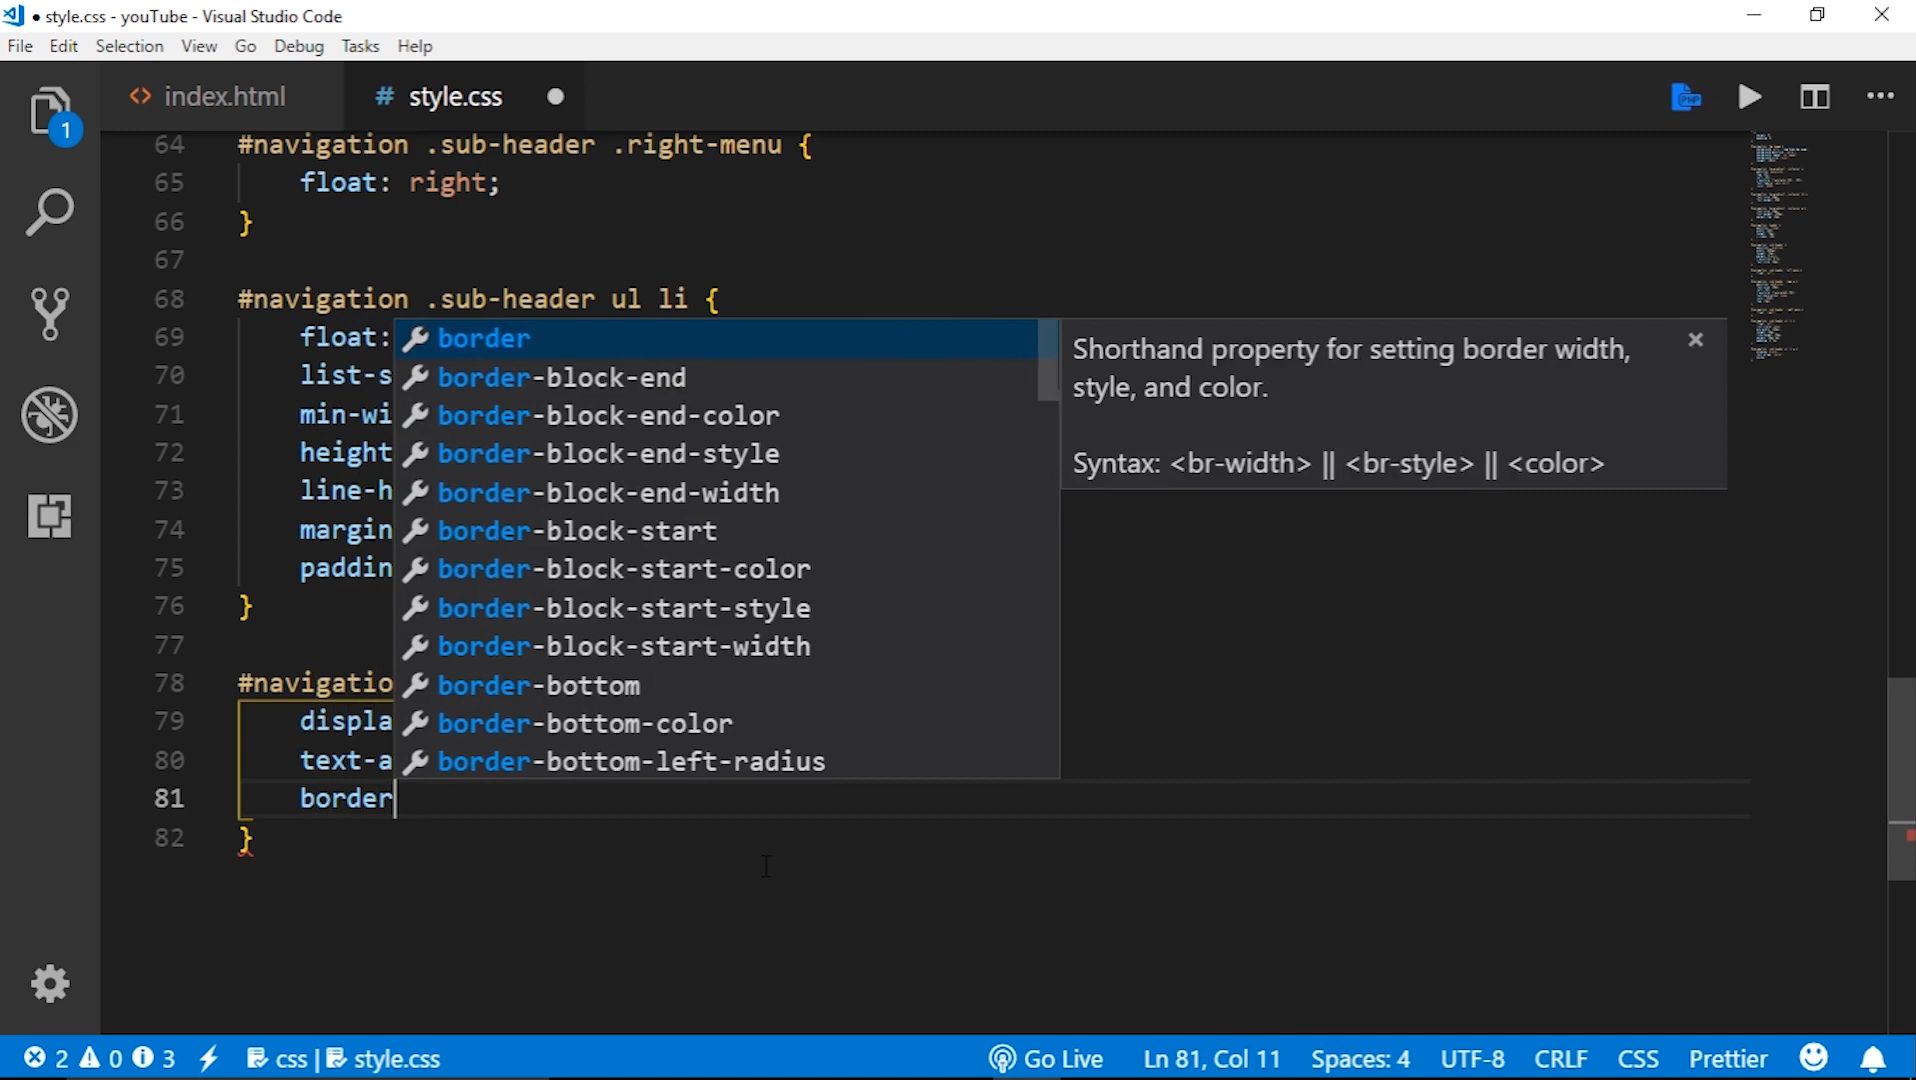 ● style.css - youTube - Visual Studio Code
File Edit Selection View Go Debug Tasks Help
<> index.html # style.css ●
PHP
1
64 #navigation .sub-header .right-menu {
65 float: right;
66 }
67
68 #navigation .sub-header ul li {
69 float:
70 list-s
71 min-wi
72 height
73 line-h
74 margin
75 paddin
76 }
77
78 #navigatio
79 displa
80 text-a
81 border
82 }
border
border-block-end
border-block-end-color
border-block-end-style
border-block-end-width
border-block-start
border-block-start-color
border-block-start-style
border-block-start-width
border-bottom
border-bottom-color
border-bottom-left-radius
Shorthand property for setting border width,
style, and color.
Syntax: <br-width> || <br-style> || <color>
2 0 3 css | style.css Go Live Ln 81, Col 11 Spaces: 4 UTF-8 CRLF CSS Prettier